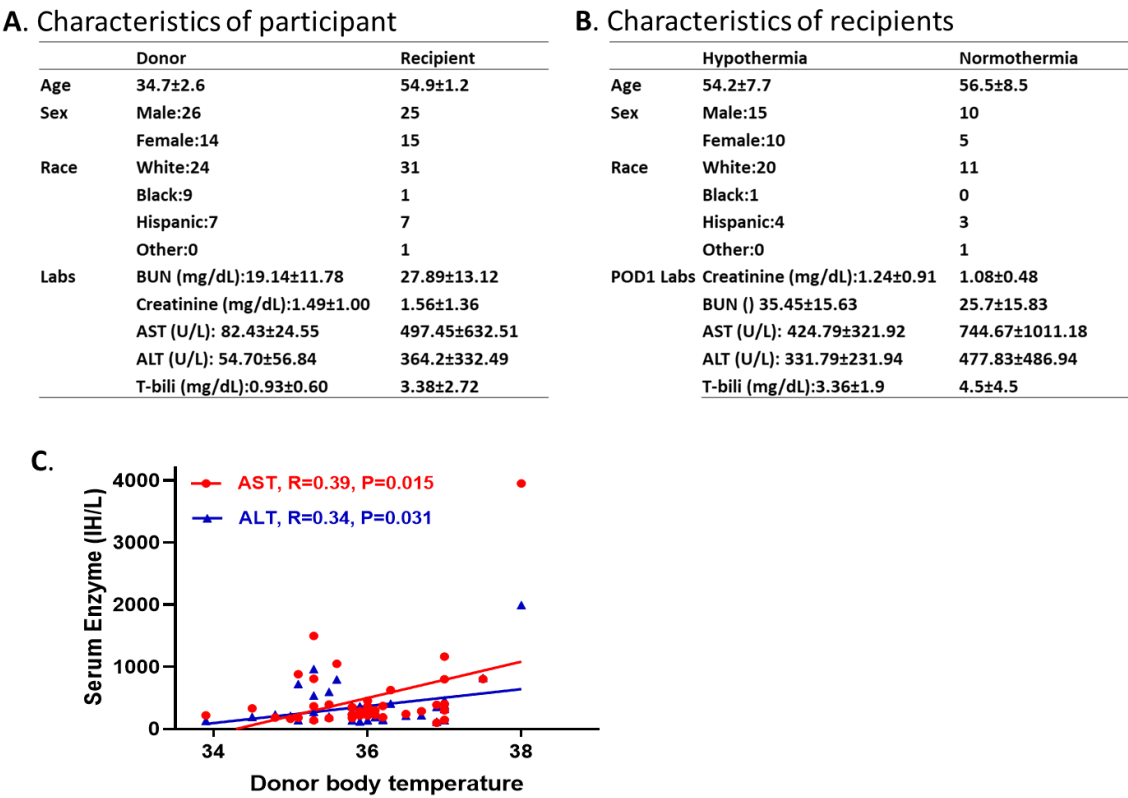 A. Characteristics of participant
Donor Recipient
Age 34.7±2.6 54.9±1.2
Sex Male:26 25
Female:14 15
Race White:24 31
Black:9 1
Hispanic:7 7
Other:0 1
Labs BUN (mg/dL):19.14±11.78 27.89±13.12
Creatinine (mg/dL):1.49±1.00 1.56±1.36
AST (U/L): 82.43±24.55 497.45±632.51
ALT (U/L): 54.70±56.84 364.2±332.49
T-bili (mg/dL):0.93±0.60 3.38±2.72
B. Characteristics of recipients
Hypothermia Normothermia
Age 54.2±7.7 56.5±8.5
Sex Male:15 10
Female:10 5
Race White:20 11
Black:1 0
Hispanic:4 3
Other:0 1
POD1 Labs Creatinine (mg/dL):1.24±0.91 1.08±0.48
BUN () 35.45±15.63 25.7±15.83
AST (U/L): 424.79±321.92 744.67±1011.18
ALT (U/L): 331.79±231.94 477.83±486.94
T-bili (mg/dL):3.36±1.9 4.5±4.5
C.
AST, R=0.39, P=0.015
ALT, R=0.34, P=0.031
Serum Enzyme (IH/L)
4000
3000
2000
1000
0
34 36 38
Donor body temperature